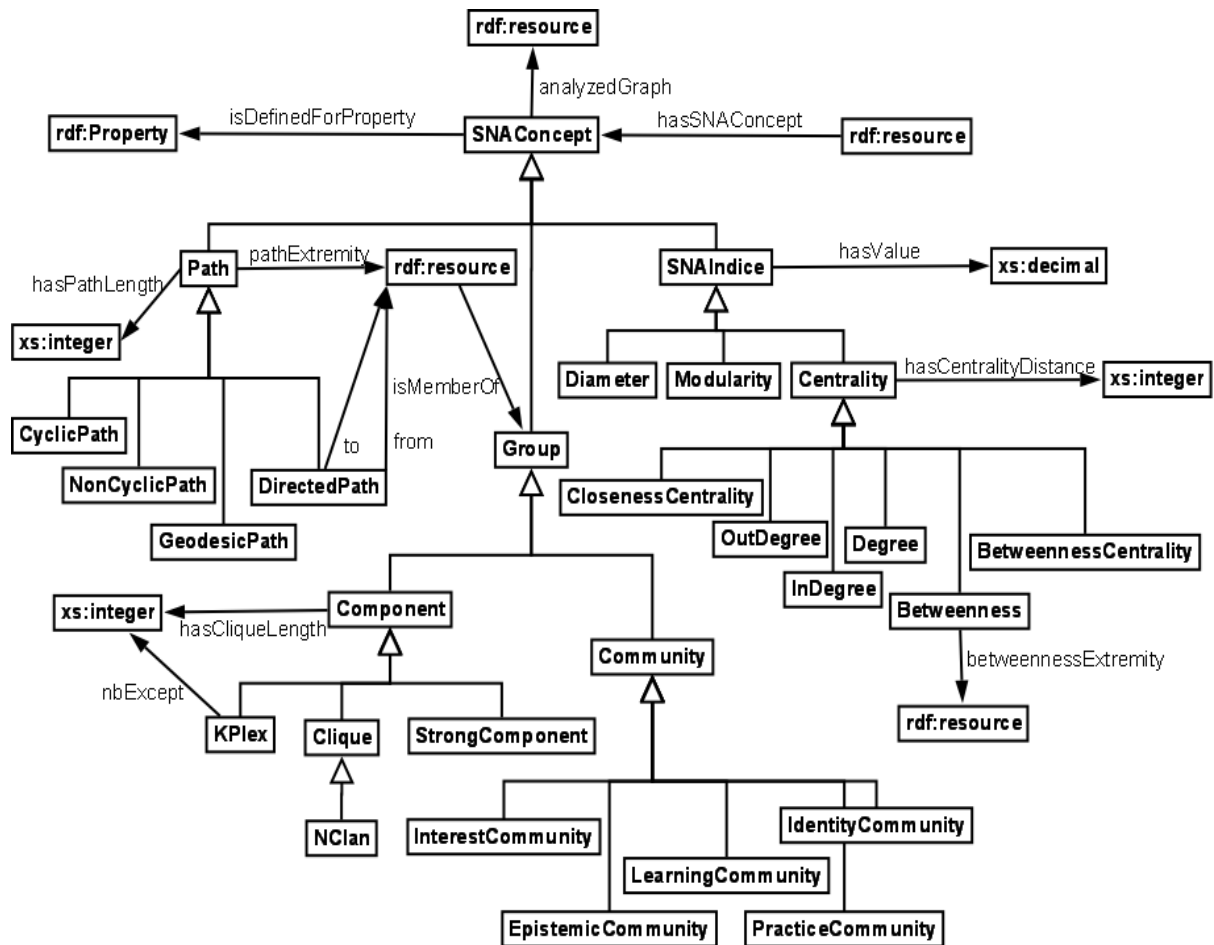 rdf:resource
analyzedGraph
isDefinedForProperty
hasSNAConcept
rdf:Property
SNAConcept
rdf:resource
pathExtremity
hasValue
Path
rdf:resource
SNAIndice
xs:decimal
hasPathLength
xs:integer
hasCentralityDistance
Diameter
Modularity
Centrality
xs:integer
isMemberOf
CyclicPath
to
from
Group
NonCyclicPath
DirectedPath
ClosenessCentrality
GeodesicPath
OutDegree
Degree
BetweennessCentrality
InDegree
xs:integer
Component
Betweenness
hasCliqueLength
Community
betweennessExtremity
nbExcept
KPlex
Clique
StrongComponent
rdf:resource
NClan
InterestCommunity
IdentityCommunity
LearningCommunity
EpistemicCommunity
PracticeCommunity